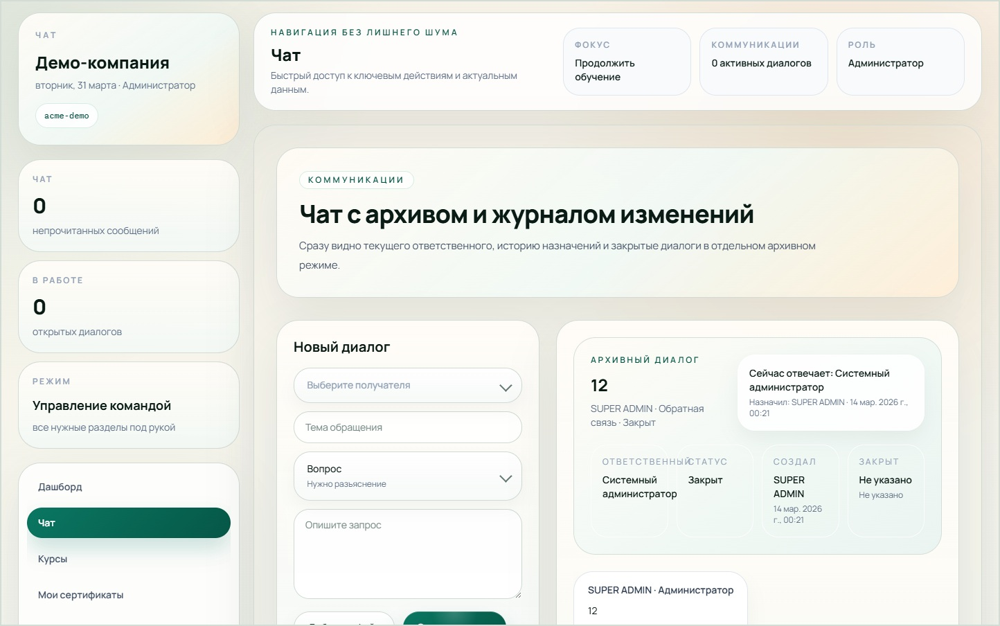 ЧАТ
Демо-компания
вторник, 31 марта · Администратор
acme-demo
ЧАТ
0
непрочитанных сообщений
В РАБОТЕ
0
открытых диалогов
РЕЖИМ
Управление командой
все нужные разделы под рукой
Дашборд
Чат
Курсы
Мои сертификаты
НАВИГАЦИЯ БЕЗ ЛИШНЕГО ШУМА
Чат
Быстрый доступ к ключевым действиям и актуальным
данным.
ФОКУС
Продолжить
обучение
КОММУНИКАЦИИ
0 активных диалогов
РОЛЬ
Администратор
КОММУНИКАЦИИ
Чат с архивом и журналом изменений
Сразу видно текущего ответственного, историю назначений и закрытые диалоги в отдельном архивном
режиме.
Новый диалог
Выберите получателя
Тема обращения
Вопрос
Нужно разъяснение
Опишите запрос
АРХИВНЫЙ ДИАЛОГ
12
SUPER ADMIN · Обратная
связь · Закрыт
Сейчас отвечает: Системный
администратор
Назначил: SUPER ADMIN · 14 мар. 2026 г.,
00:21
ОТВЕТСТВЕННЫЙ
Системный
администратор
СТАТУС
Закрыт
СОЗДАЛ
SUPER
ADMIN
14 мар. 2026
г., 00:21
ЗАКРЫТ
Не указано
Не указано
SUPER ADMIN · Администратор
12